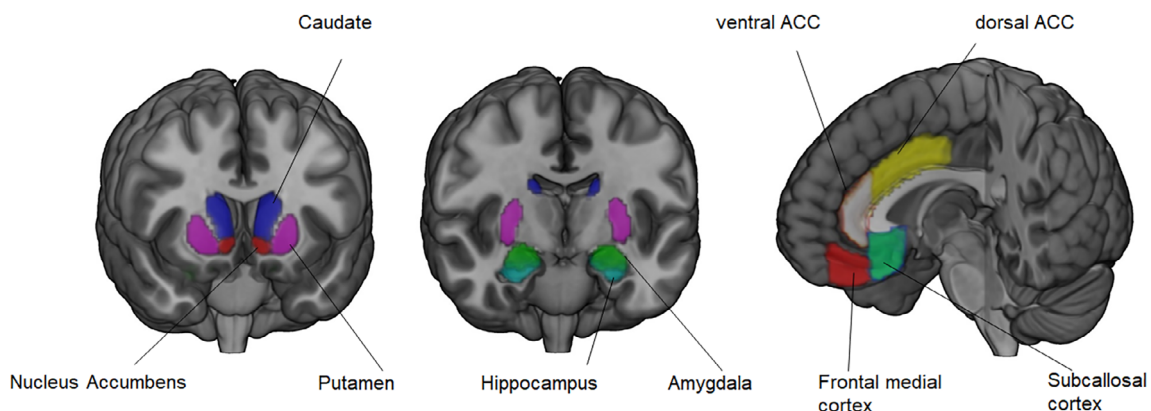 Caudate
ventral ACC
dorsal ACC
Nucleus Accumbens
Putamen
Hippocampus
Amygdala
Frontal medial
cortex
Subcallosal
cortex